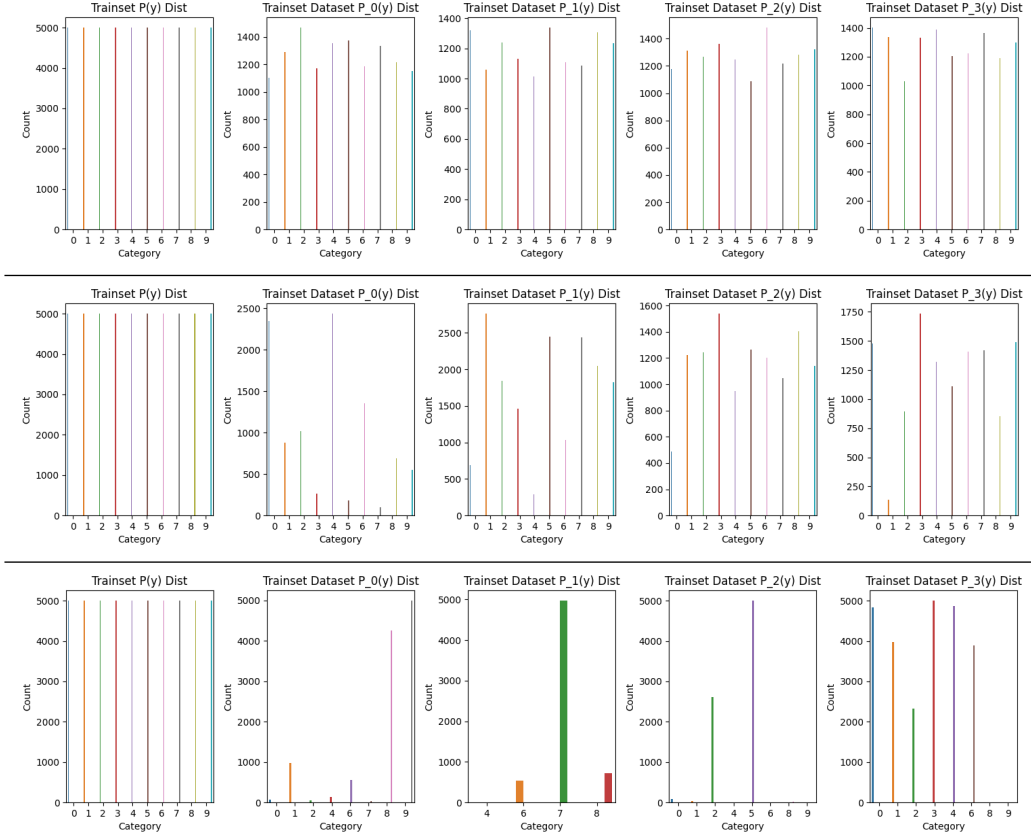 Trainset P(y) Dist
5000
4000
3000
2000
1000
0
Count
0 1 2 3 4 5 6 7 8 9
Category
Trainset Dataset P_0(y) Dist
1400
1200
1000
800
600
400
200
0
Count
0 1 2 3 4 5 6 7 8 9
Category
Trainset Dataset P_1(y) Dist
1400
1200
1000
800
600
400
200
0
Count
0 1 2 3 4 5 6 7 8 9
Category
Trainset Dataset P_2(y) Dist
1400
1200
1000
800
600
400
200
0
Count
0 1 2 3 4 5 6 7 8 9
Category
Trainset Dataset P_3(y) Dist
1400
1200
1000
800
600
400
200
0
Count
0 1 2 3 4 5 6 7 8 9
Category
Trainset P(y) Dist
5000
4000
3000
2000
1000
0
Count
0 1 2 3 4 5 6 7 8 9
Category
Trainset Dataset P_0(y) Dist
2500
2000
1500
1000
500
0
Count
0 1 2 3 4 5 6 7 8 9
Category
Trainset Dataset P_1(y) Dist
2500
2000
1500
1000
500
0
Count
0 1 2 3 4 5 6 7 8 9
Category
Trainset Dataset P_2(y) Dist
1600
1400
1200
1000
800
600
400
200
0
Count
0 1 2 3 4 5 6 7 8 9
Category
Trainset Dataset P_3(y) Dist
1750
1500
1250
1000
750
500
250
0
Count
0 1 2 3 4 5 6 7 8 9
Category
Trainset P(y) Dist
5000
4000
3000
2000
1000
0
Count
0 1 2 3 4 5 6 7 8 9
Category
Trainset Dataset P_0(y) Dist
5000
4000
3000
2000
1000
0
Count
0 1 2 4 6 7 8 9
Category
Trainset Dataset P_1(y) Dist
5000
4000
3000
2000
1000
0
Count
4 6 7 8
Category
Trainset Dataset P_2(y) Dist
5000
4000
3000
2000
1000
0
Count
0 1 2 4 5 6 8 9
Category
Trainset Dataset P_3(y) Dist
5000
4000
3000
2000
1000
0
Count
0 1 2 3 4 6 8
Category